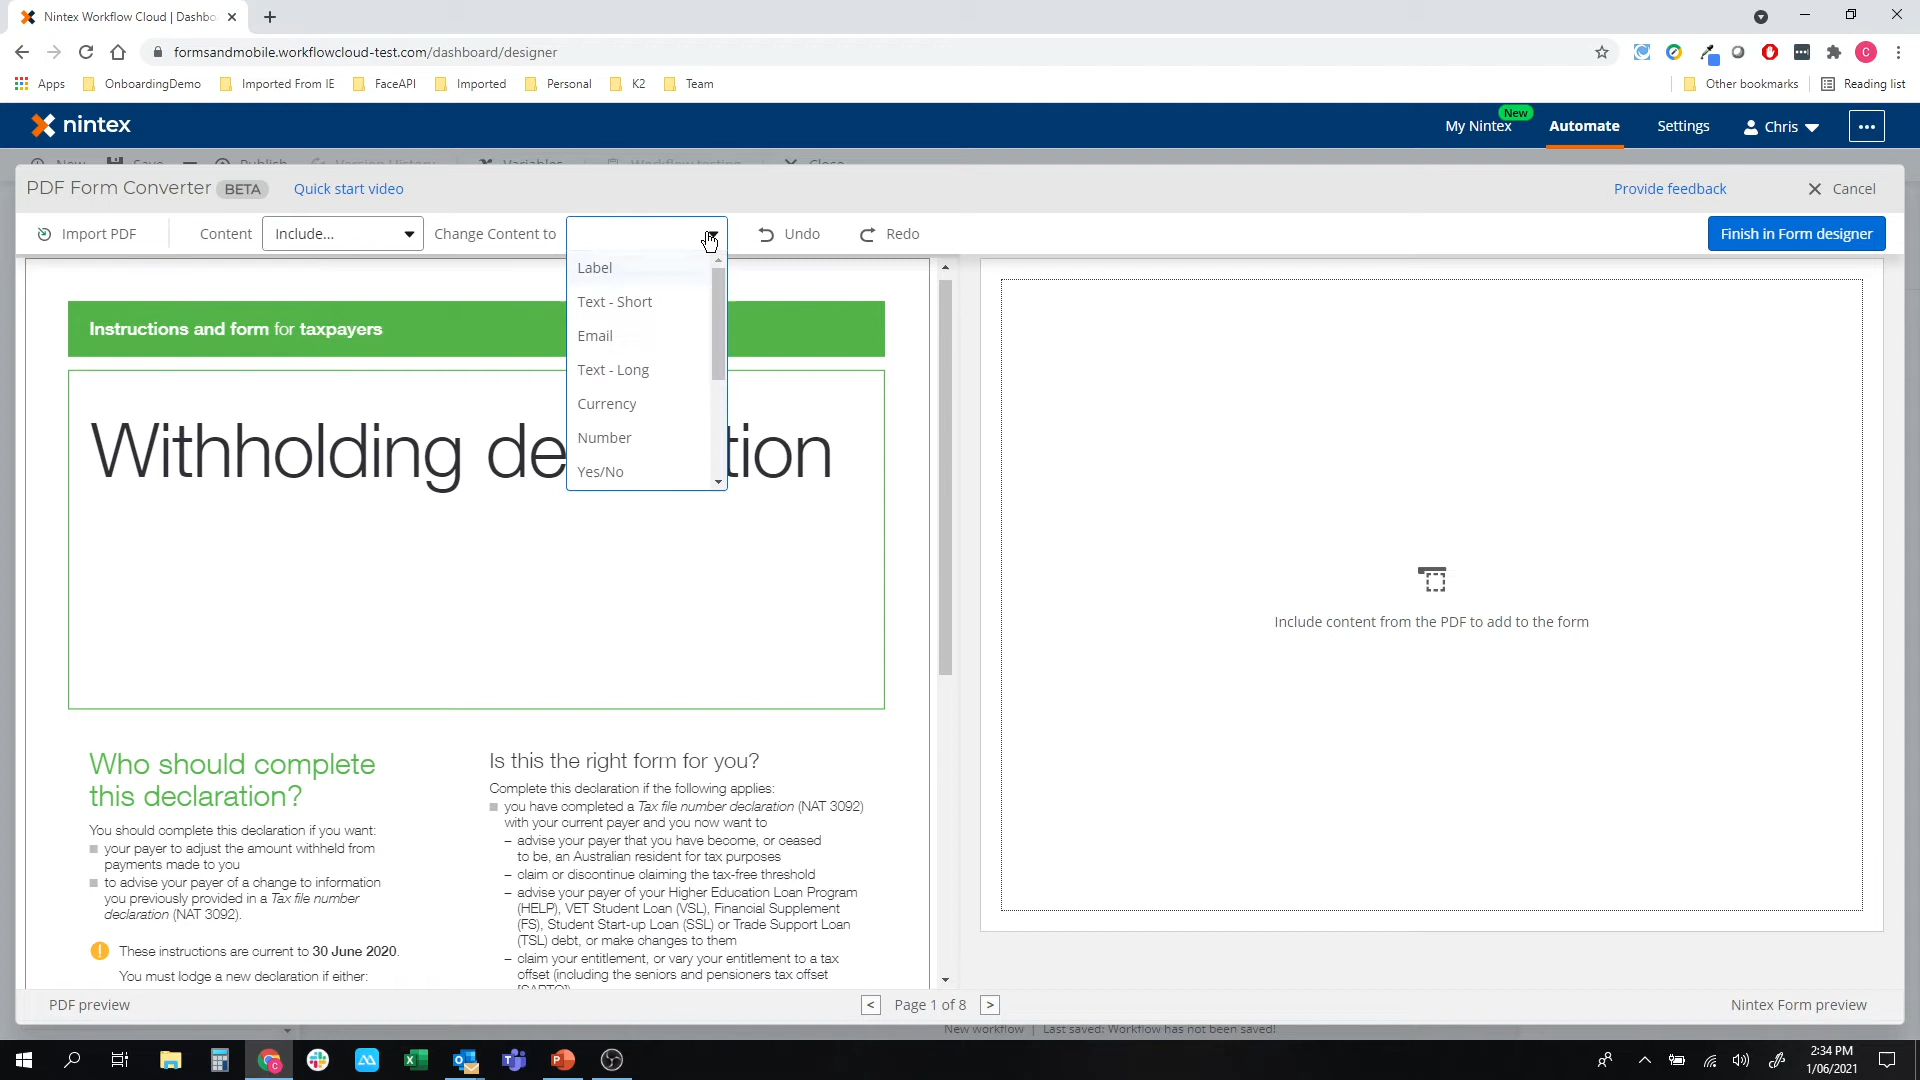 Nintex Workflow Cloud | Dashbo
formsandmobile.workflowcloud-test.com/dashboard/designer
Apps
OnboardingDemo
Imported From IE
FaceAPI
Imported
Personal
K2
Team
Other bookmarks
Reading list
nintex
My Nintex
New
Automate
Settings
Chris
PDF Form Converter BETA
Quick start video
Provide feedback
Cancel
Import PDF
Content
Include...
Change Content to
Undo
Redo
Finish in Form designer
Label
Text - Short
Email
Text - Long
Currency
Number
Yes/No
Instructions and form for taxpayers
Withholding de tion
Who should complete
this declaration?
You should complete this declaration if you want:
your payer to adjust the amount withheld from
payments made to you
to advise your payer of a change to information
you previously provided in a Tax file number
declaration (NAT 3092).
These instructions are current to 30 June 2020.
You must lodge a new declaration if either:
Is this the right form for you?
Complete this declaration if the following applies:
you have completed a Tax file number declaration (NAT 3092)
with your current payer and you now want to
– advise your payer that you have become, or ceased
to be, an Australian resident for tax purposes
– claim or discontinue claiming the tax-free threshold
– advise your payer of your Higher Education Loan Program
(HELP), VET Student Loan (VSL), Financial Supplement
(FS), Student Start-up Loan (SSL) or Trade Support Loan
(TSL) debt, or make changes to them
– claim your entitlement, or vary your entitlement to a tax
offset (including the seniors and pensioners tax offset
Include content from the PDF to add to the form
PDF preview
< Page 1 of 8 >
Nintex Form preview
New workflow | Last saved: Workflow has not been saved!
2:34 PM
1/06/2021